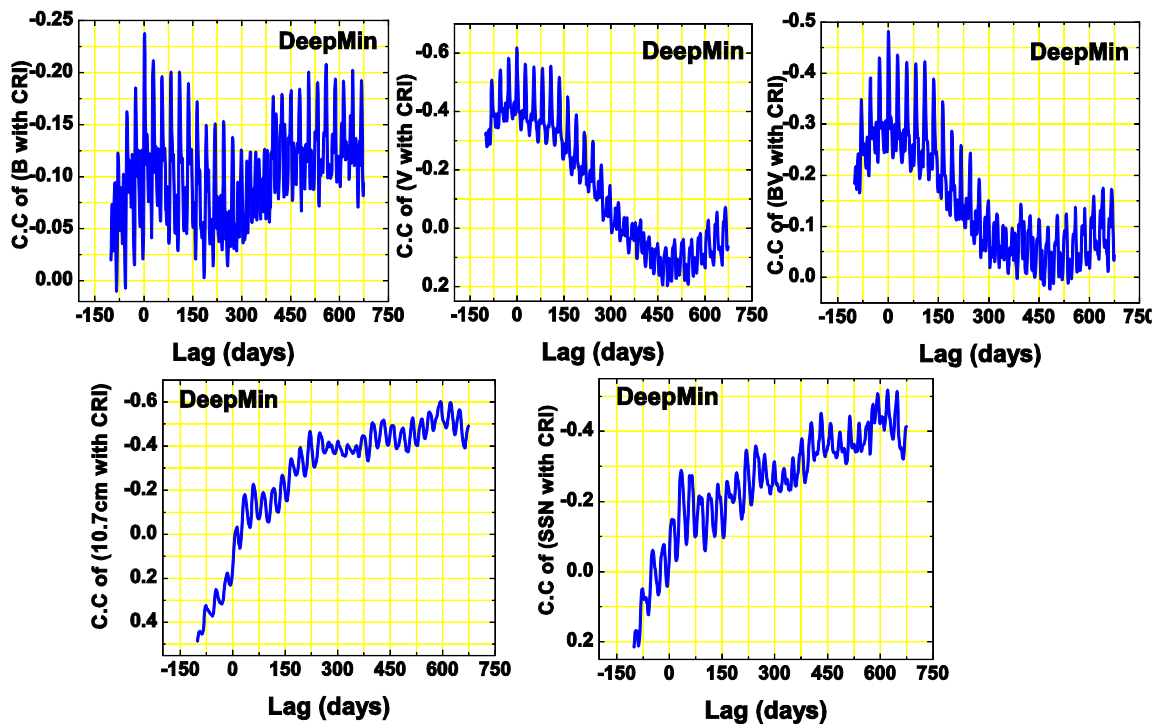 DeepMin
C.C of (B with CRI)
-0.25
-0.20
-0.15
-0.10
-0.05
0.00
-150 0 150 300 450 600 750
Lag (days)
DeepMin
C.C of (V with CRI)
-0.6
-0.4
-0.2
0.0
0.2
-150 0 150 300 450 600 750
Lag (days)
DeepMin
C.C of (BV with CRI)
-0.5
-0.4
-0.3
-0.2
-0.1
0.0
-150 0 150 300 450 600 750
Lag (days)
DeepMin
C.C of (10.7cm with CRI)
-0.6
-0.4
-0.2
0.0
0.2
0.4
-150 0 150 300 450 600 750
Lag (days)
DeepMin
C.C of (SSN with CRI)
-0.4
-0.2
0.0
0.2
-150 0 150 300 450 600 750
Lag (days)